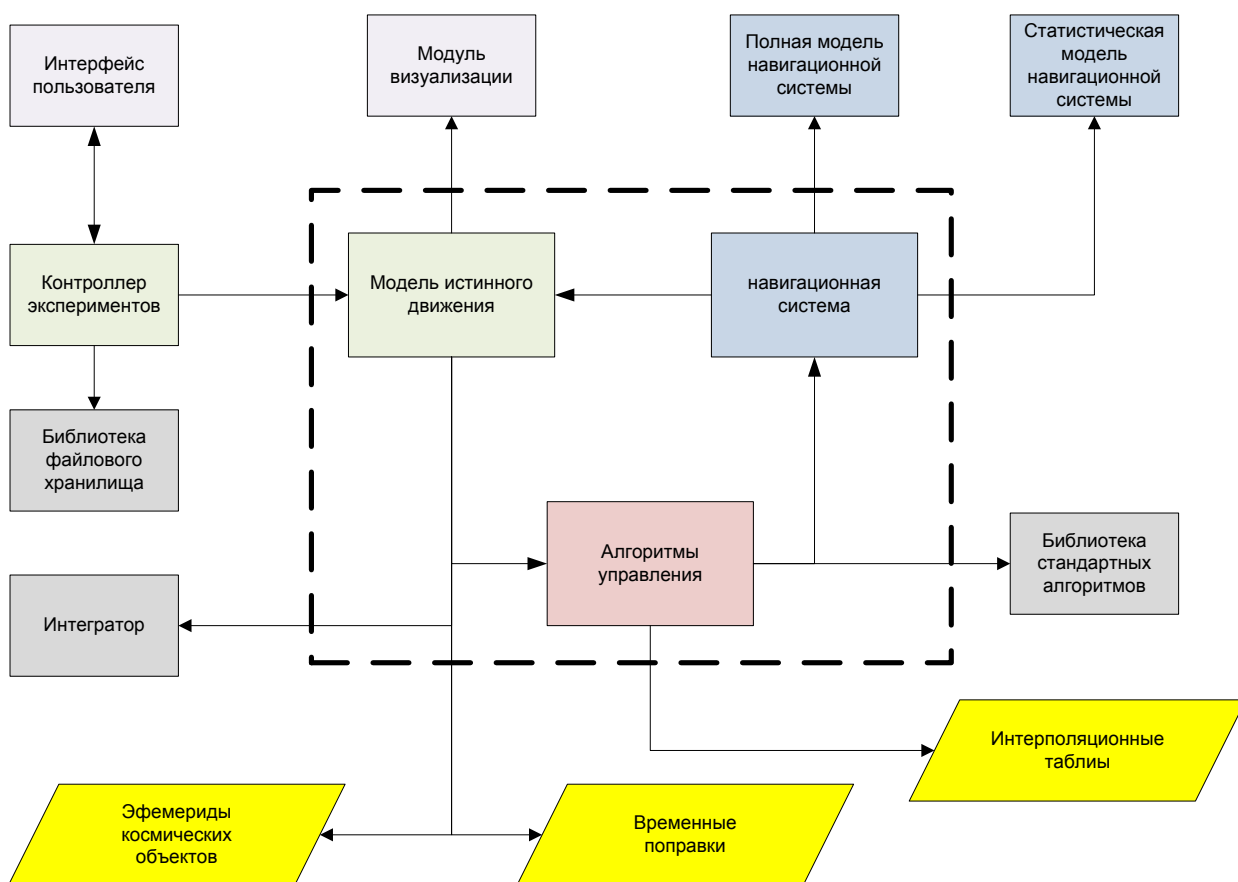 Интерфейс
пользователя
Модуль
визуализации
Полная модель
навигационной
системы
Статистическая
модель
навигационной
системы
Контроллер
экспериментов
Модель истинного
движения
навигационная
система
Библиотека
файлового
хранилища
Алгоритмы
управления
Библиотека
стандартных
алгоритмов
Интегратор
Интерполяционные
таблиы
Эфемериды
космических
объектов
Временные
поправки